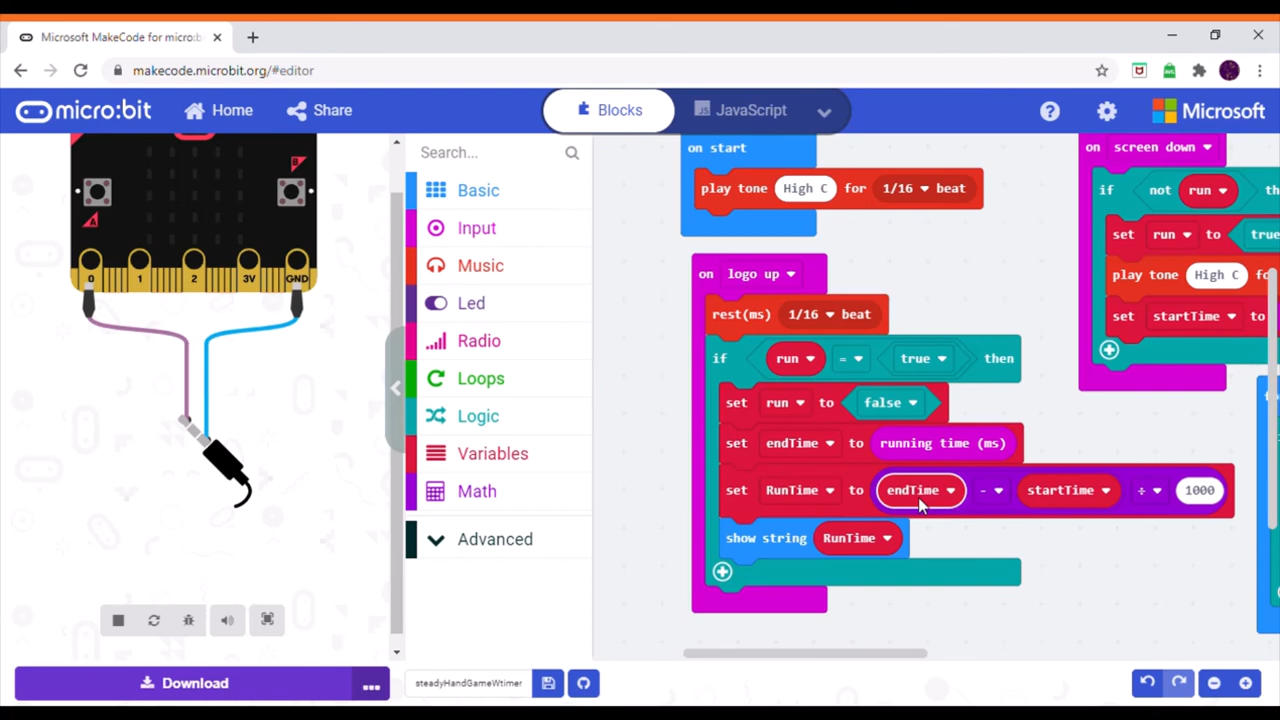 Microsoft MakeCode for micro:b
makecode.microbit.org/#editor
micro:bit
Home
Share
Blocks
JavaScript
Microsoft
A
B
0
1
2
3V
GND
Download
Search...
Basic
Input
Music
Led
Radio
Loops
Logic
Variables
Math
Advanced
steadyHandGameWtimer
on start
play tone High C for 1/16 beat
on logo up
rest(ms) 1/16 beat
if run = true then
set run to false
set endTime to running time (ms)
set RunTime to endTime - startTime ÷ 1000
show string RunTime
on screen down
if not run
set run to true
play tone High C
set startTime to